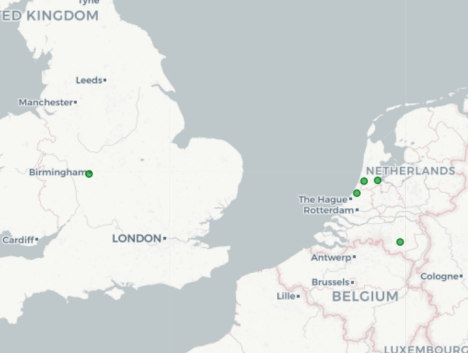 Tyne
ED KINGDOM
Leeds
Manchester
Birmingham
NETHERLANDS
The Hague
Rotterdam
Cardiff
LONDON
Antwerp
Cologne
Brussels
Lille
BELGIUM
LUXEMBOURG